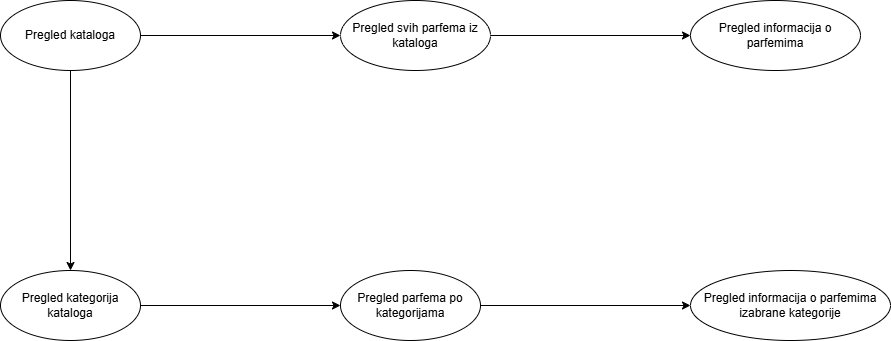 Pregled kataloga
Pregled svih parfema iz
kataloga
Pregled informacija o
parfemima
Pregled kategorija
kataloga
Pregled parfema po
kategorijama
Pregled informacija o parfemima
izabrane kategorije